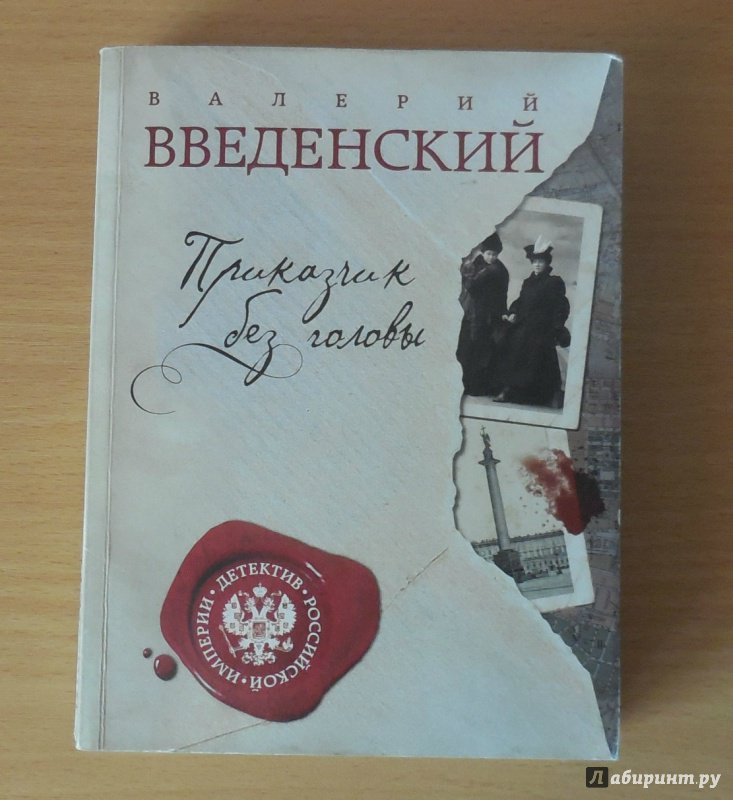 ВАЛЕРИЙ
ВВЕДЕНСКИЙ
Приказчик
без головы
ДЕТЕКТИВ • РОССИЙСКОЙ • ИМПЕРИИ •
Лабиринт.ру